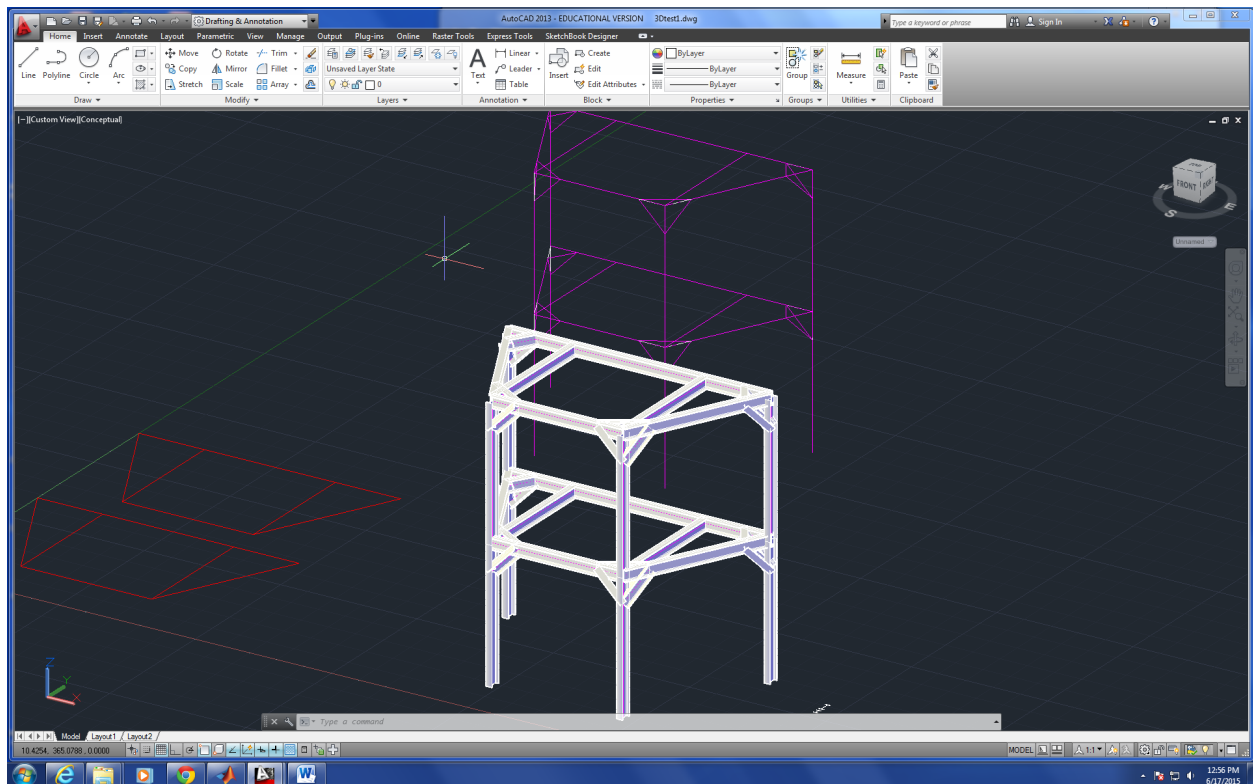 Drafting & Annotation
AutoCAD 2013 - EDUCATIONAL VERSION 3Dtest1.dwg
Type a keyword or phrase
Sign In
Home Insert Annotate Layout Parametric View Manage Output Plug-ins Online Raster Tools Express Tools SketchBook Designer
Line Polyline Circle Arc
Move Rotate Trim
Copy Mirror Fillet
Stretch Scale Array
Unsaved Layer State
0
Text
Linear
Leader
Table
Insert
Create
Edit
Edit Attributes
ByLayer
ByLayer
ByLayer
Group
Measure
Paste
Draw Modify Layers Annotation Block Properties Groups Utilities Clipboard
[-][Custom View][Conceptual]
TOP
FRONT
W
S
E
Unnamed
Z
Y
X
Type a command
Model Layout1 Layout2
10.4254, 365.0788, 0.0000
MODEL
1:1
12:56 PM
6/17/2015